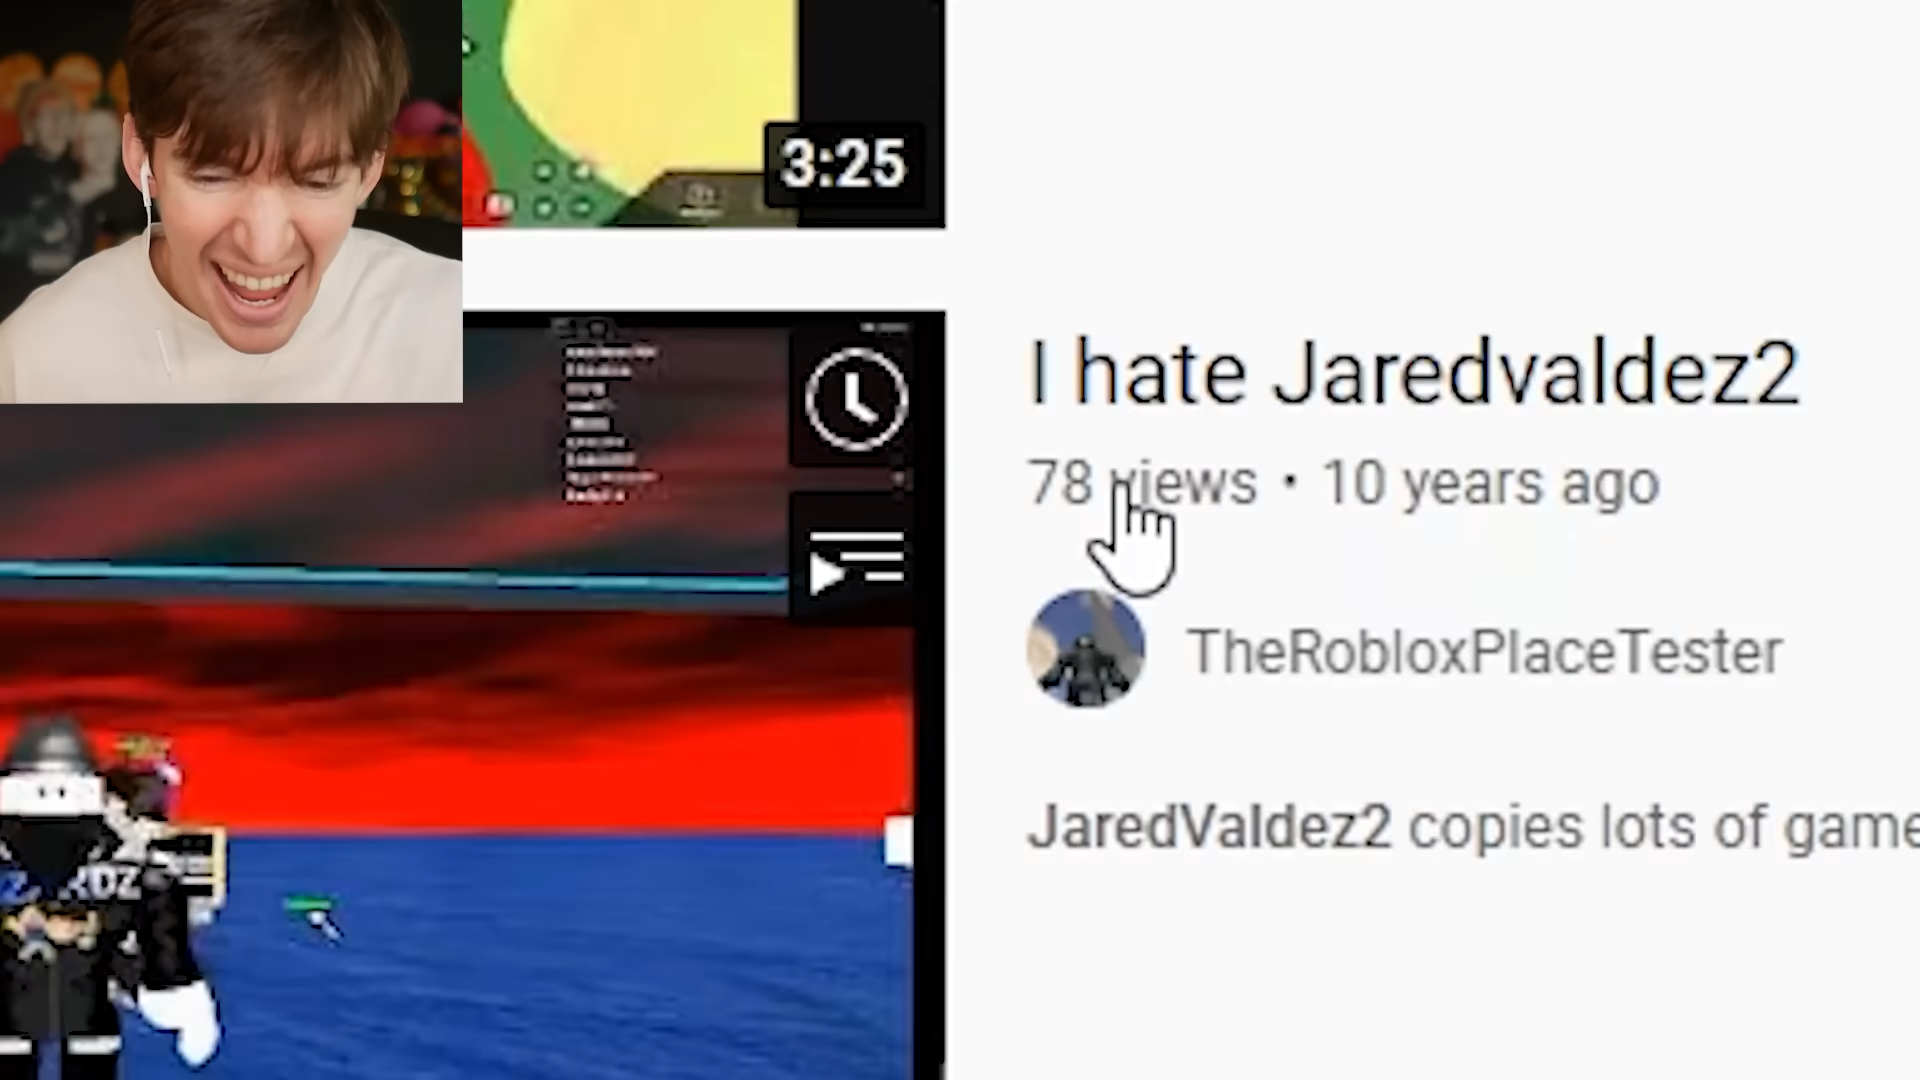 3:25
I hate Jaredvaldez2
78 views • 10 years ago
TheRobloxPlaceTester
JaredValdez2 copies lots of game